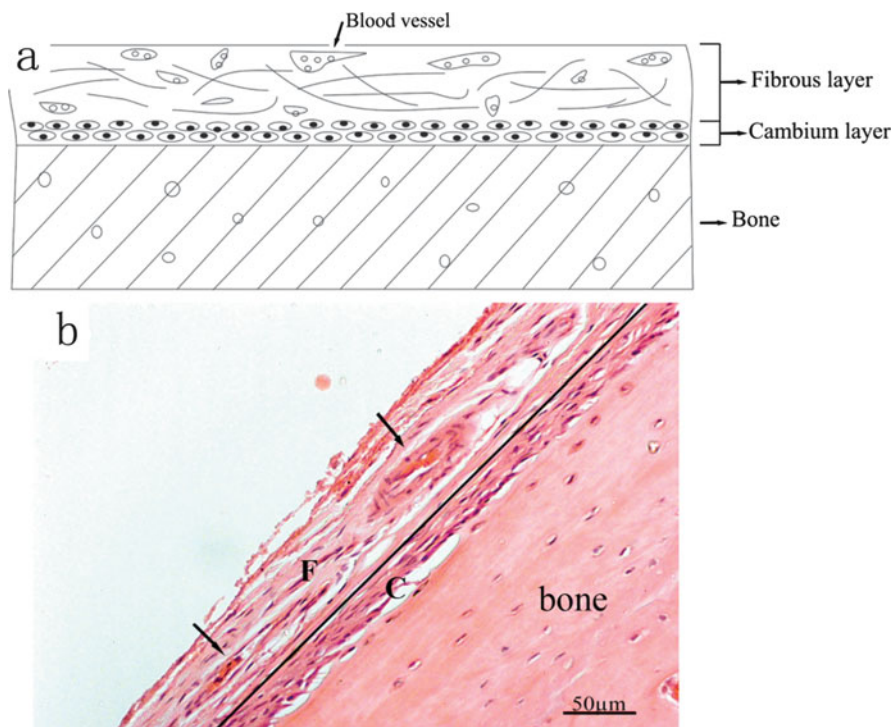 a
Blood vessel
Fibrous layer
Cambium layer
Bone
b
F
C
bone
50μm